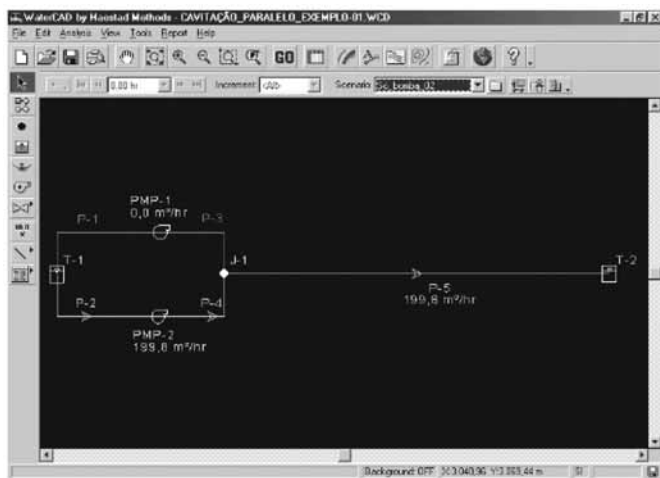 WaterCAD by Haestad Methods - CAVITAÇÃO_PARALELO_EXEMPLO-01.WCD
File Edit Analysis View Tools Report Help
GO
0,00 hr
Increment: <All>
Scenario: So_bomba_02
PMP-1
0,0 m³/hr
P-1
P-3
T-1
J-1
T-2
P-2
P-4
P-5
199,8 m³/hr
PMP-2
199,8 m³/hr
Background: OFF
SI